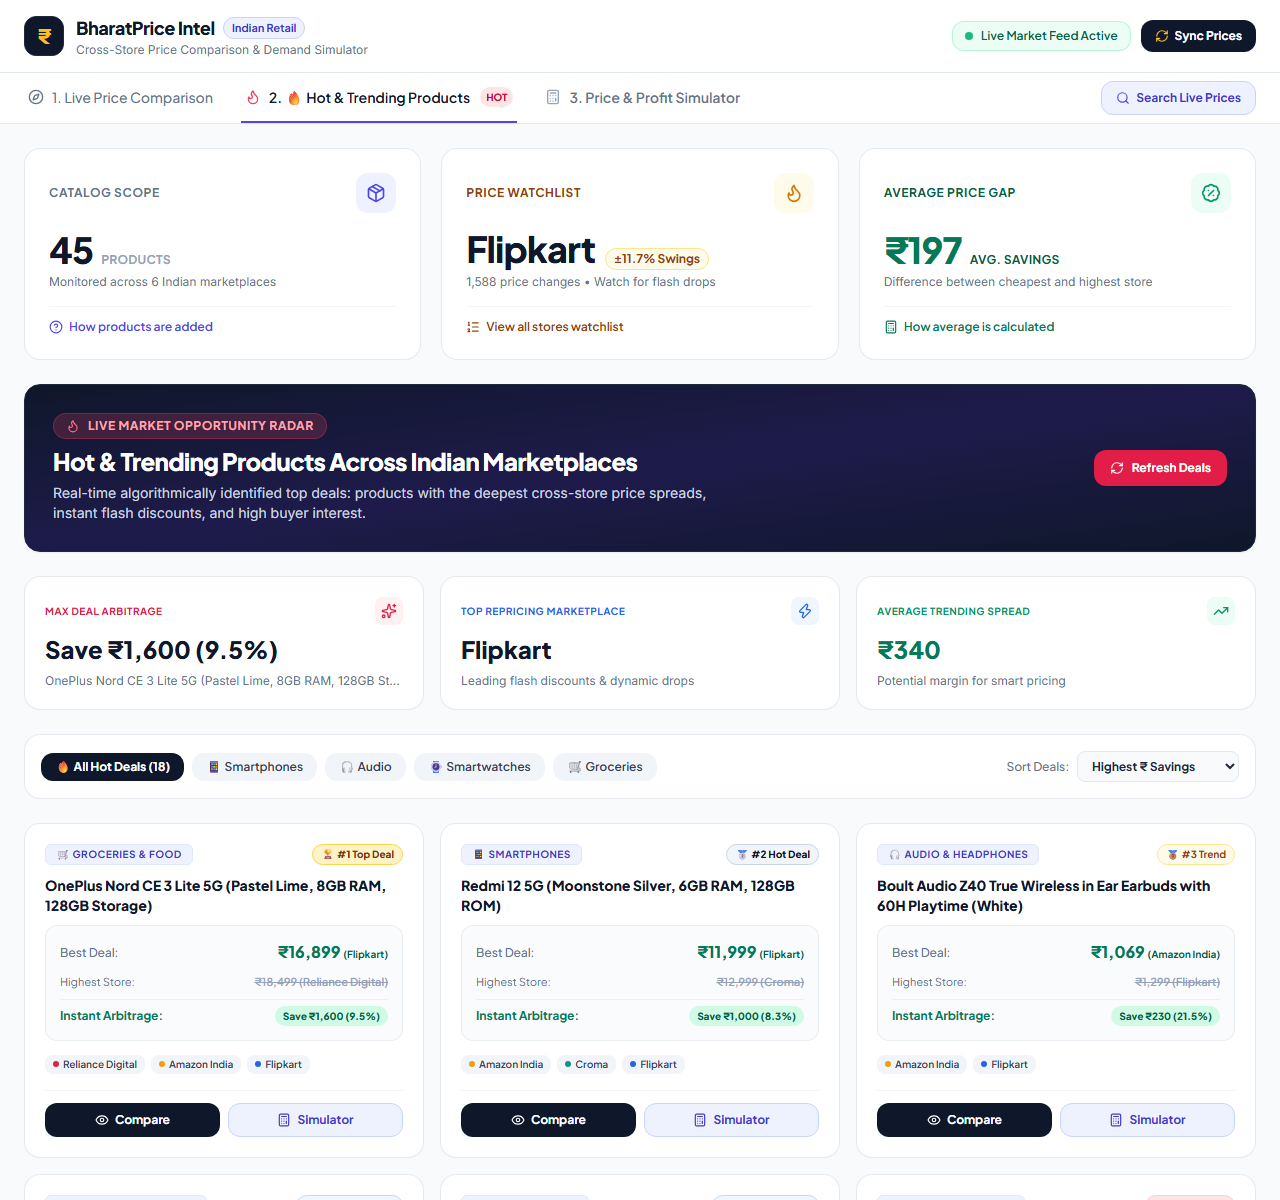 ₹ BharatPrice Intel Indian Retail
Cross-Store Price Comparison & Demand Simulator
Live Market Feed Active
Sync Prices
1. Live Price Comparison
2. 🔥 Hot & Trending Products HOT
3. Price & Profit Simulator
Search Live Prices
CATALOG SCOPE
45 PRODUCTS
Monitored across 6 Indian marketplaces
How products are added
PRICE WATCHLIST
Flipkart ±11.7% Swings
1,588 price changes • Watch for flash drops
View all stores watchlist
AVERAGE PRICE GAP
₹197 AVG. SAVINGS
Difference between cheapest and highest store
How average is calculated
LIVE MARKET OPPORTUNITY RADAR
Hot & Trending Products Across Indian Marketplaces
Real-time algorithmically identified top deals: products with the deepest cross-store price spreads,
instant flash discounts, and high buyer interest.
Refresh Deals
MAX DEAL ARBITRAGE
Save ₹1,600 (9.5%)
OnePlus Nord CE 3 Lite 5G (Pastel Lime, 8GB RAM, 128GB St...
TOP REPRICING MARKETPLACE
Flipkart
Leading flash discounts & dynamic drops
AVERAGE TRENDING SPREAD
₹340
Potential margin for smart pricing
🔥 All Hot Deals (18)
📱 Smartphones
🎧 Audio
⌚ Smartwatches
🛒 Groceries
Sort Deals: Highest ₹ Savings
🛒 GROCERIES & FOOD
🏆 #1 Top Deal
OnePlus Nord CE 3 Lite 5G (Pastel Lime, 8GB RAM,
128GB Storage)
Best Deal: ₹16,899 (Flipkart)
Highest Store: ₹18,499 (Reliance Digital)
Instant Arbitrage: Save ₹1,600 (9.5%)
Reliance Digital
Amazon India
Flipkart
Compare
Simulator
📱 SMARTPHONES
🥈 #2 Hot Deal
Redmi 12 5G (Moonstone Silver, 6GB RAM, 128GB
ROM)
Best Deal: ₹11,999 (Flipkart)
Highest Store: ₹12,999 (Croma)
Instant Arbitrage: Save ₹1,000 (8.3%)
Amazon India
Croma
Flipkart
Compare
Simulator
🎧 AUDIO & HEADPHONES
🥉 #3 Trend
Boult Audio Z40 True Wireless in Ear Earbuds with
60H Playtime (White)
Best Deal: ₹1,069 (Amazon India)
Highest Store: ₹1,299 (Flipkart)
Instant Arbitrage: Save ₹230 (21.5%)
Amazon India
Flipkart
Compare
Simulator